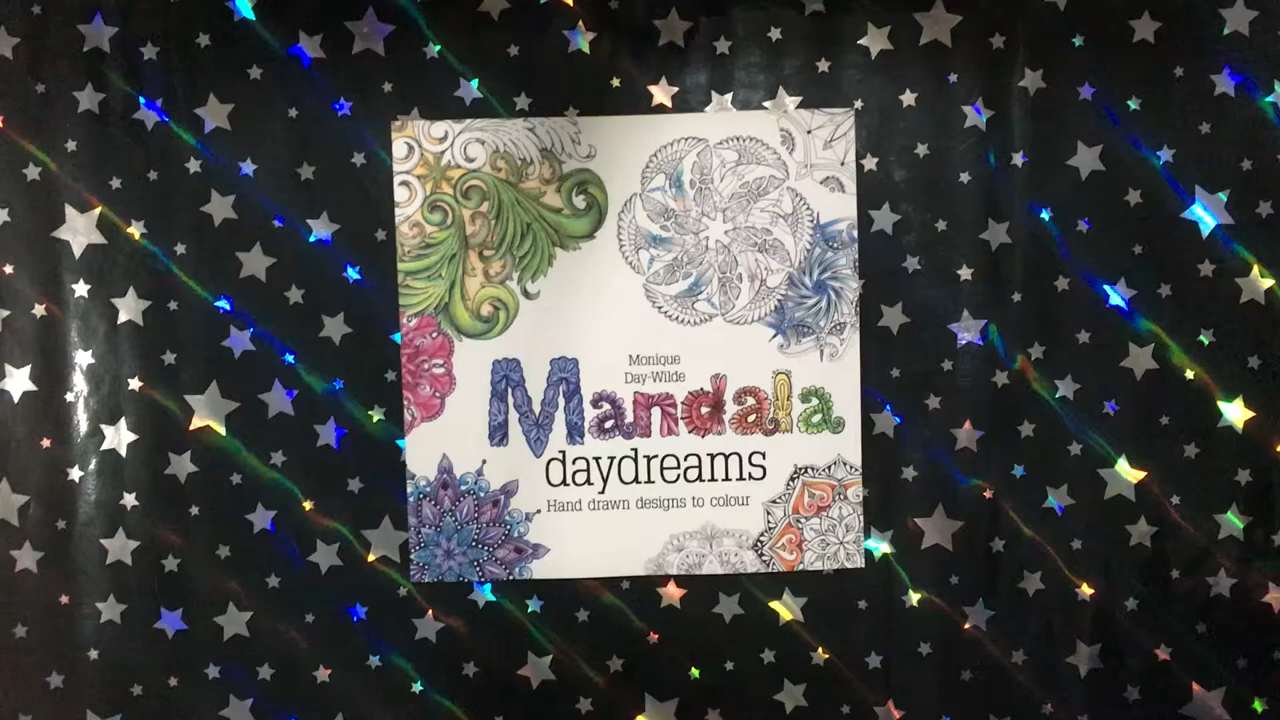 Monique
Day-Wilde
Mandala
daydreams
Hand drawn designs to colour